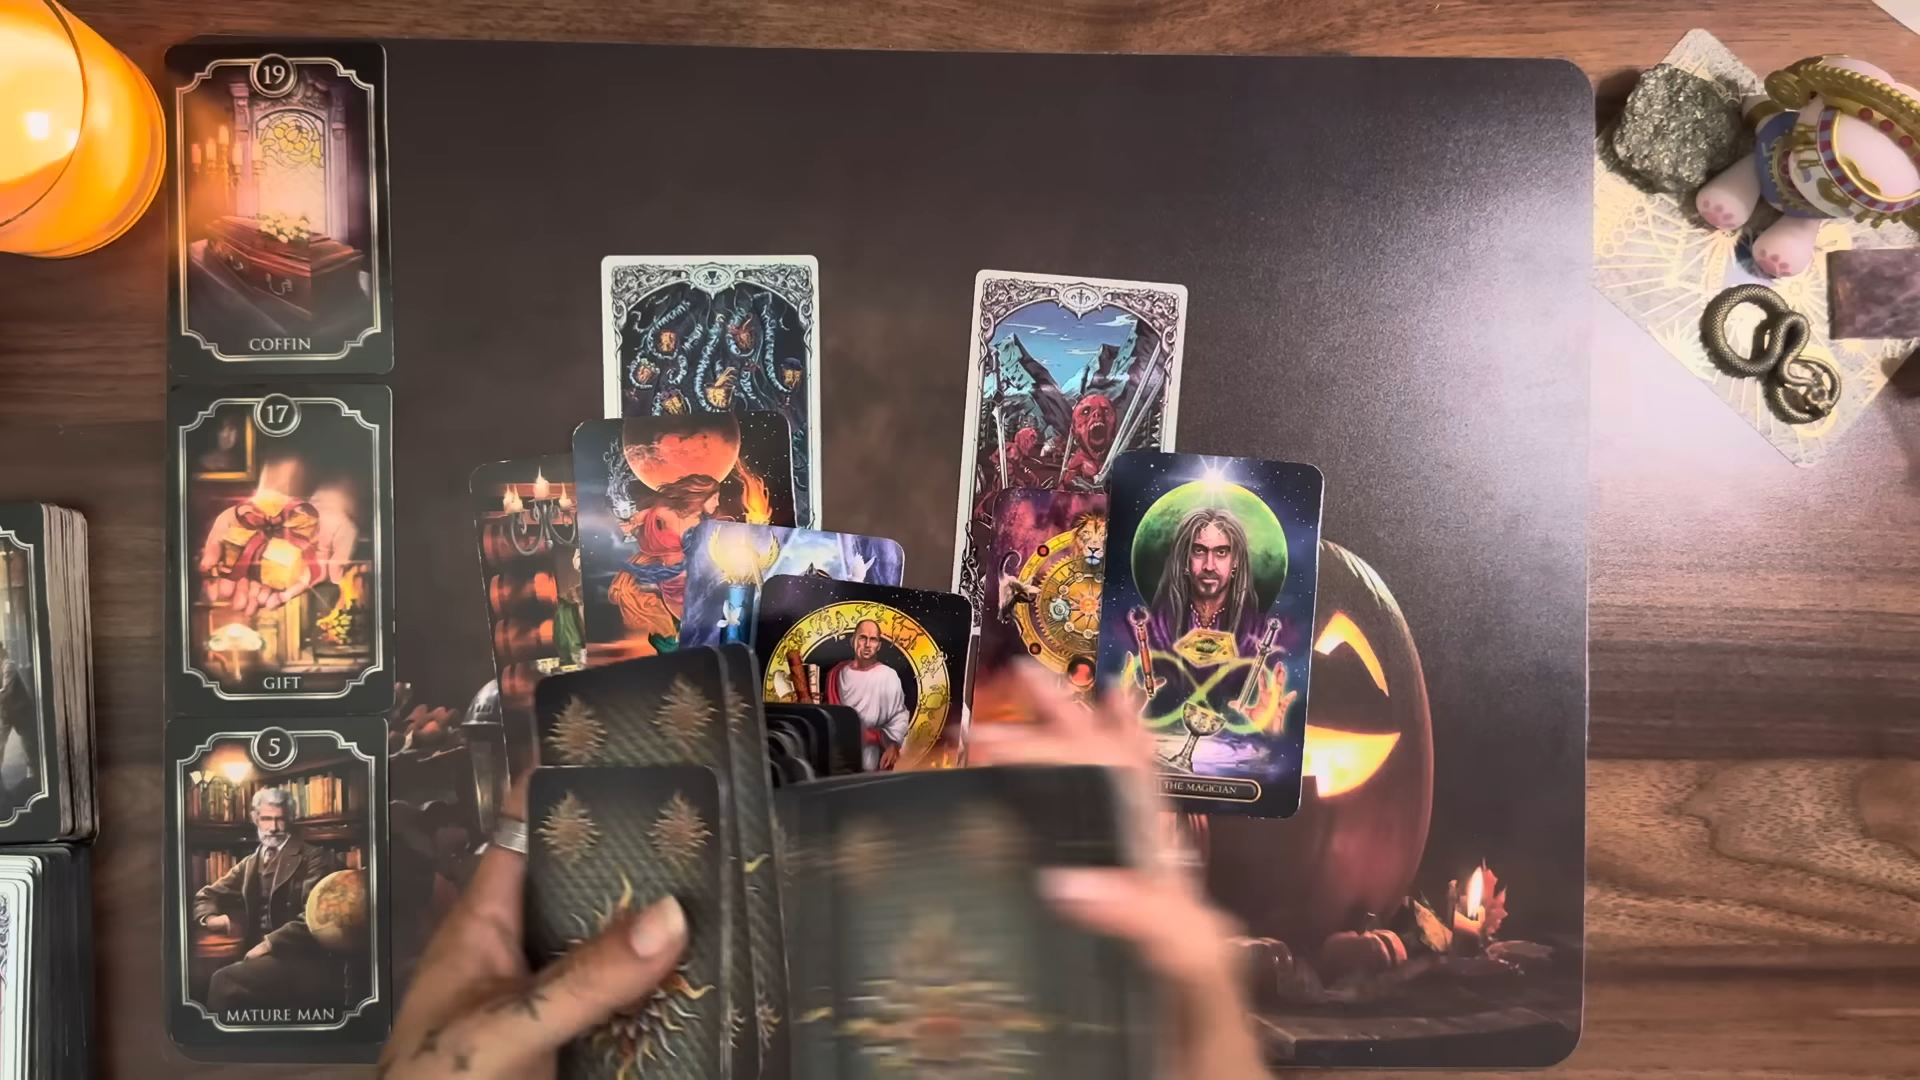 19
COFFIN
17
GIFT
5
MATURE MAN
THE MAGICIAN